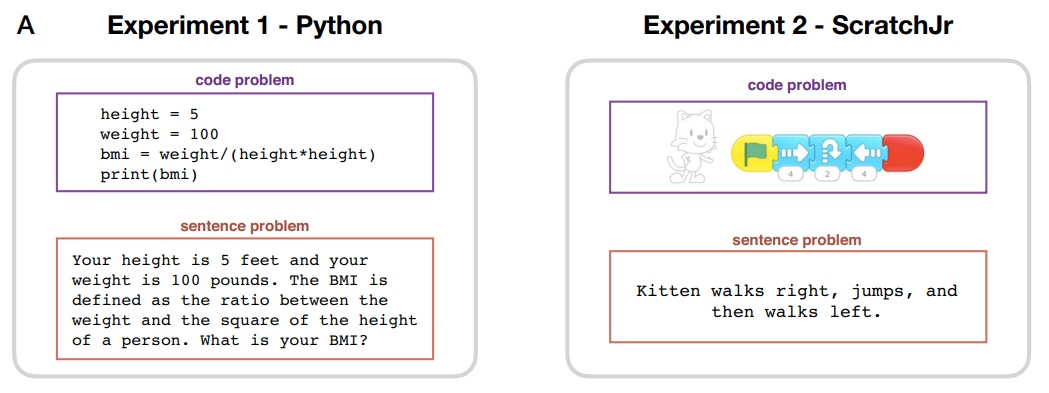 A
Experiment 1 - Python
code problem
height = 5
weight = 100
bmi = weight/(height*height)
print(bmi)
sentence problem
Your height is 5 feet and your
weight is 100 pounds. The BMI is
defined as the ratio between the
weight and the square of the height
of a person. What is your BMI?
Experiment 2 - ScratchJr
code problem
4 2 4
sentence problem
Kitten walks right, jumps, and
then walks left.